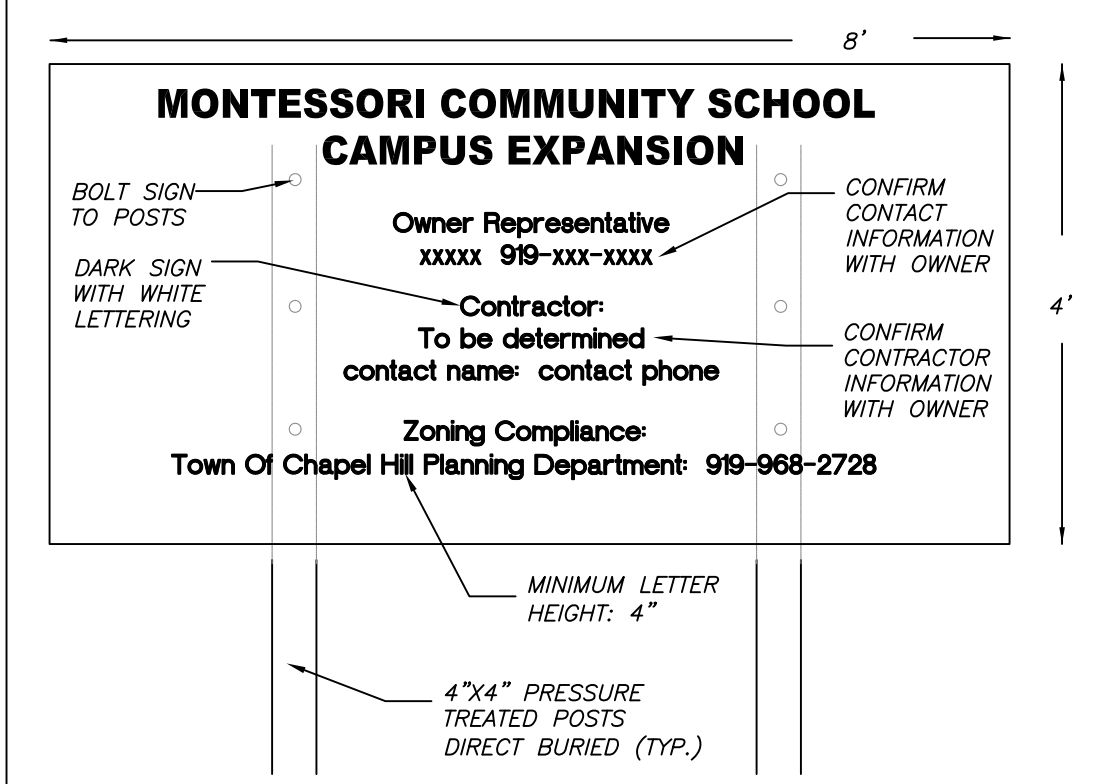 8'
MONTESSORI COMMUNITY SCHOOL
CAMPUS EXPANSION
BOLT SIGN
TO POSTS
CONFIRM
CONTACT
INFORMATION
WITH OWNER
Owner Representative
xxxxx 919-xxx-xxxx
DARK SIGN
WITH WHITE
LETTERING
4'
Contractor:
To be determined
contact name: contact phone
CONFIRM
CONTRACTOR
INFORMATION
WITH OWNER
Zoning Compliance:
Town Of Chapel Hill Planning Department: 919-968-2728
MINIMUM LETTER
HEIGHT: 4"
4"X4" PRESSURE
TREATED POSTS
DIRECT BURIED (TYP.)